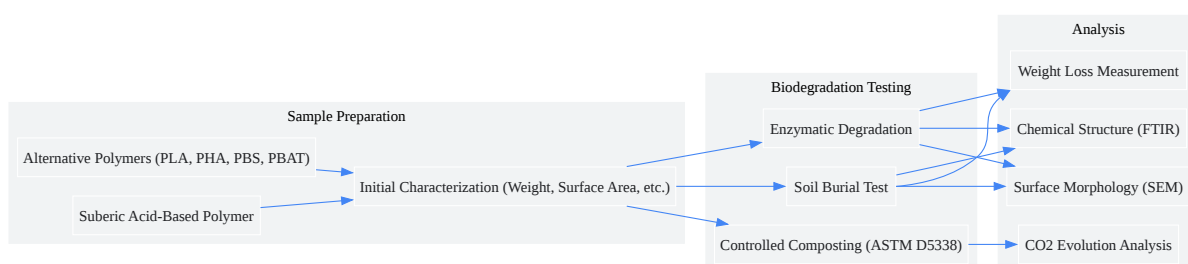 Sample Preparation
Alternative Polymers (PLA, PHA, PBS, PBAT)
Suberic Acid-Based Polymer
Initial Characterization (Weight, Surface Area, etc.)
Biodegradation Testing
Enzymatic Degradation
Soil Burial Test
Controlled Composting (ASTM D5338)
Analysis
Weight Loss Measurement
Chemical Structure (FTIR)
Surface Morphology (SEM)
CO2 Evolution Analysis